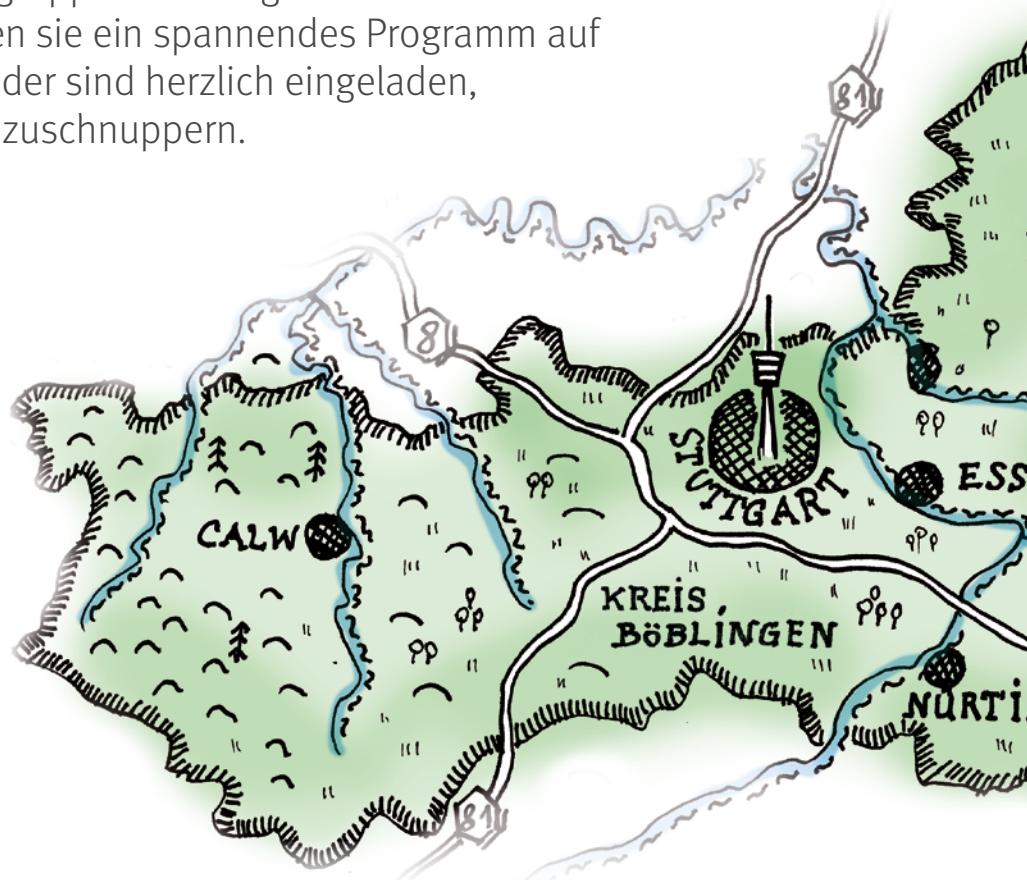 en sie ein spannendes Programm auf
der sind herzlich eingeladen,
zuschnuppern.
81
8
STUTTGART
ESS
CALW
KREIS
BÖBLINGEN
NÜRTI
81